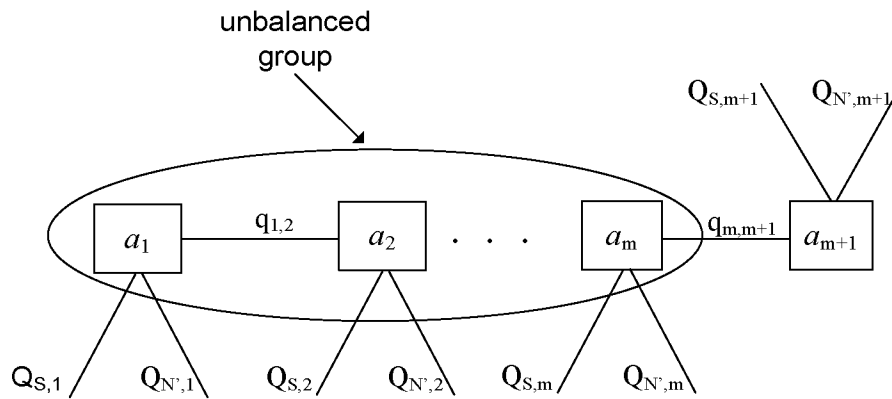 unbalanced
group
Q_{S,m+1} Q_{N',m+1}
a_1 q_{1,2} a_2 . . . a_m q_{m,m+1} a_{m+1}
Q_{S,1} Q_{N',1} Q_{S,2} Q_{N',2} Q_{S,m} Q_{N',m}